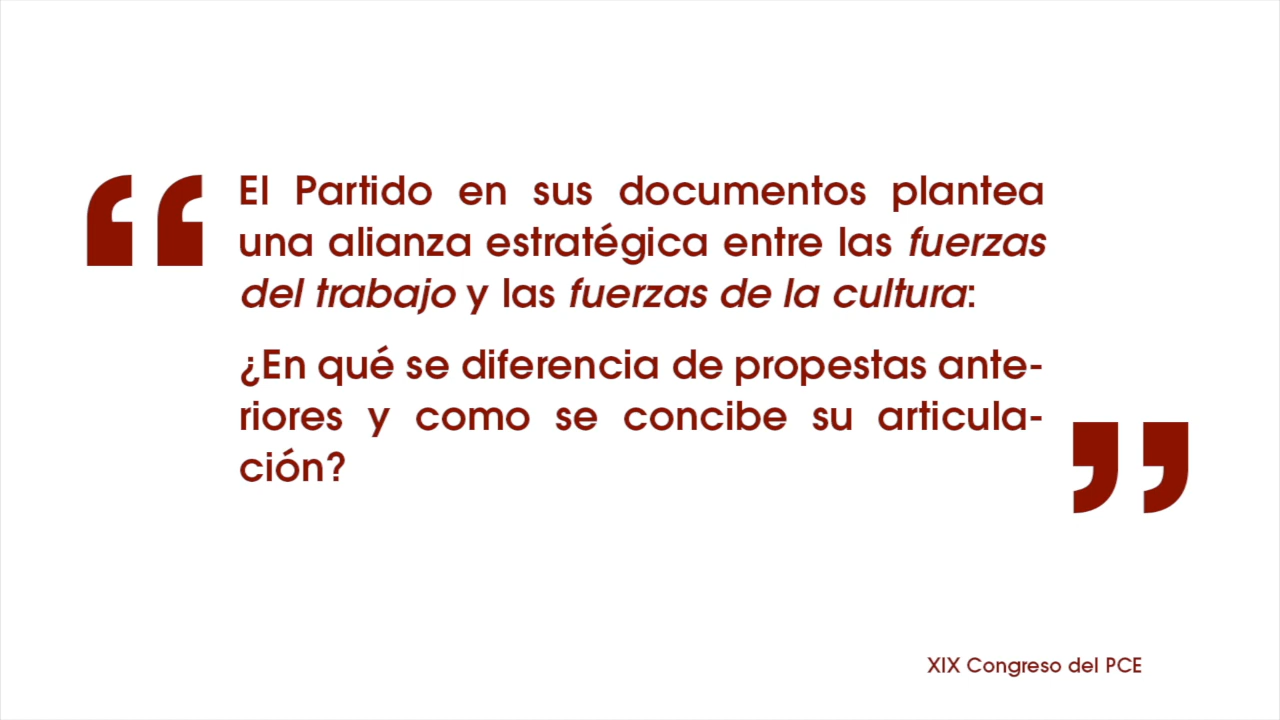 “El Partido en sus documentos plantea
una alianza estratégica entre las fuerzas
del trabajo y las fuerzas de la cultura:
¿En qué se diferencia de propestas ante-
riores y como se concibe su articula-
ción?”
XIX Congreso del PCE